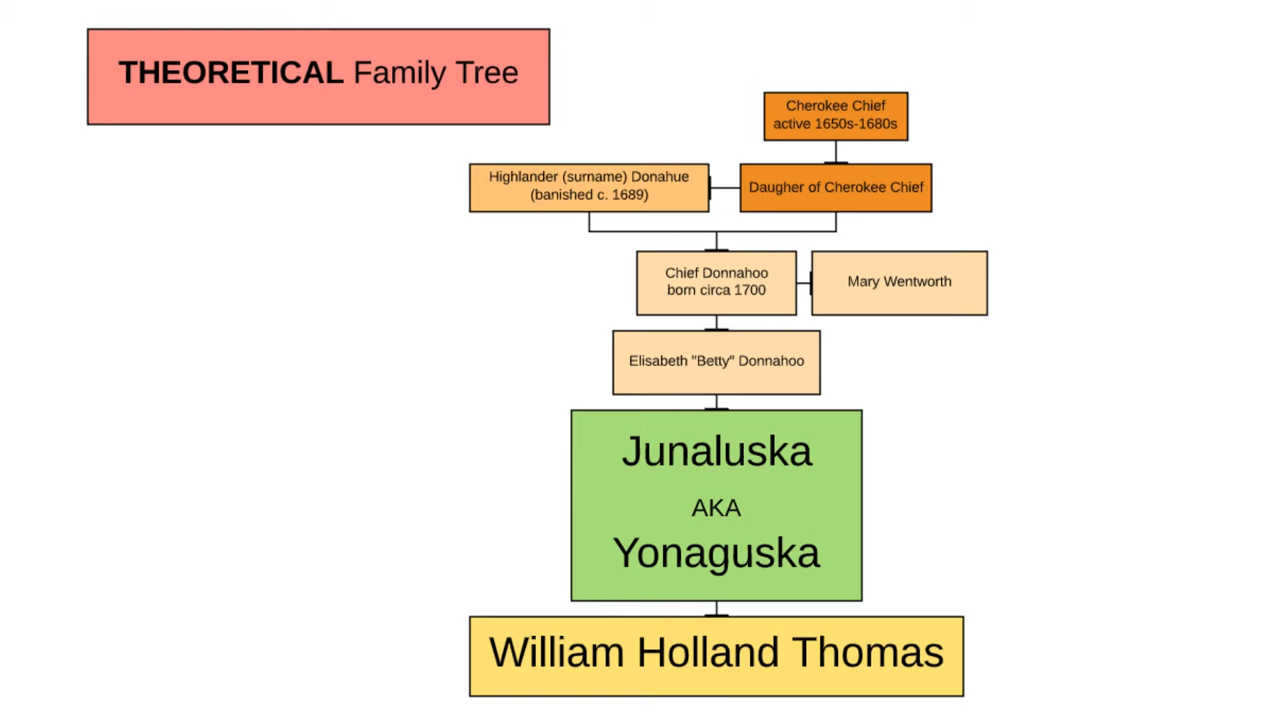 THEORETICAL Family Tree
Cherokee Chief
active 1650s-1680s
Highlander (surname) Donahue
(banished c. 1689)
Daugher of Cherokee Chief
Chief Donnahoo
born circa 1700
Mary Wentworth
Elisabeth "Betty" Donnahoo
Junaluska
AKA
Yonaguska
William Holland Thomas